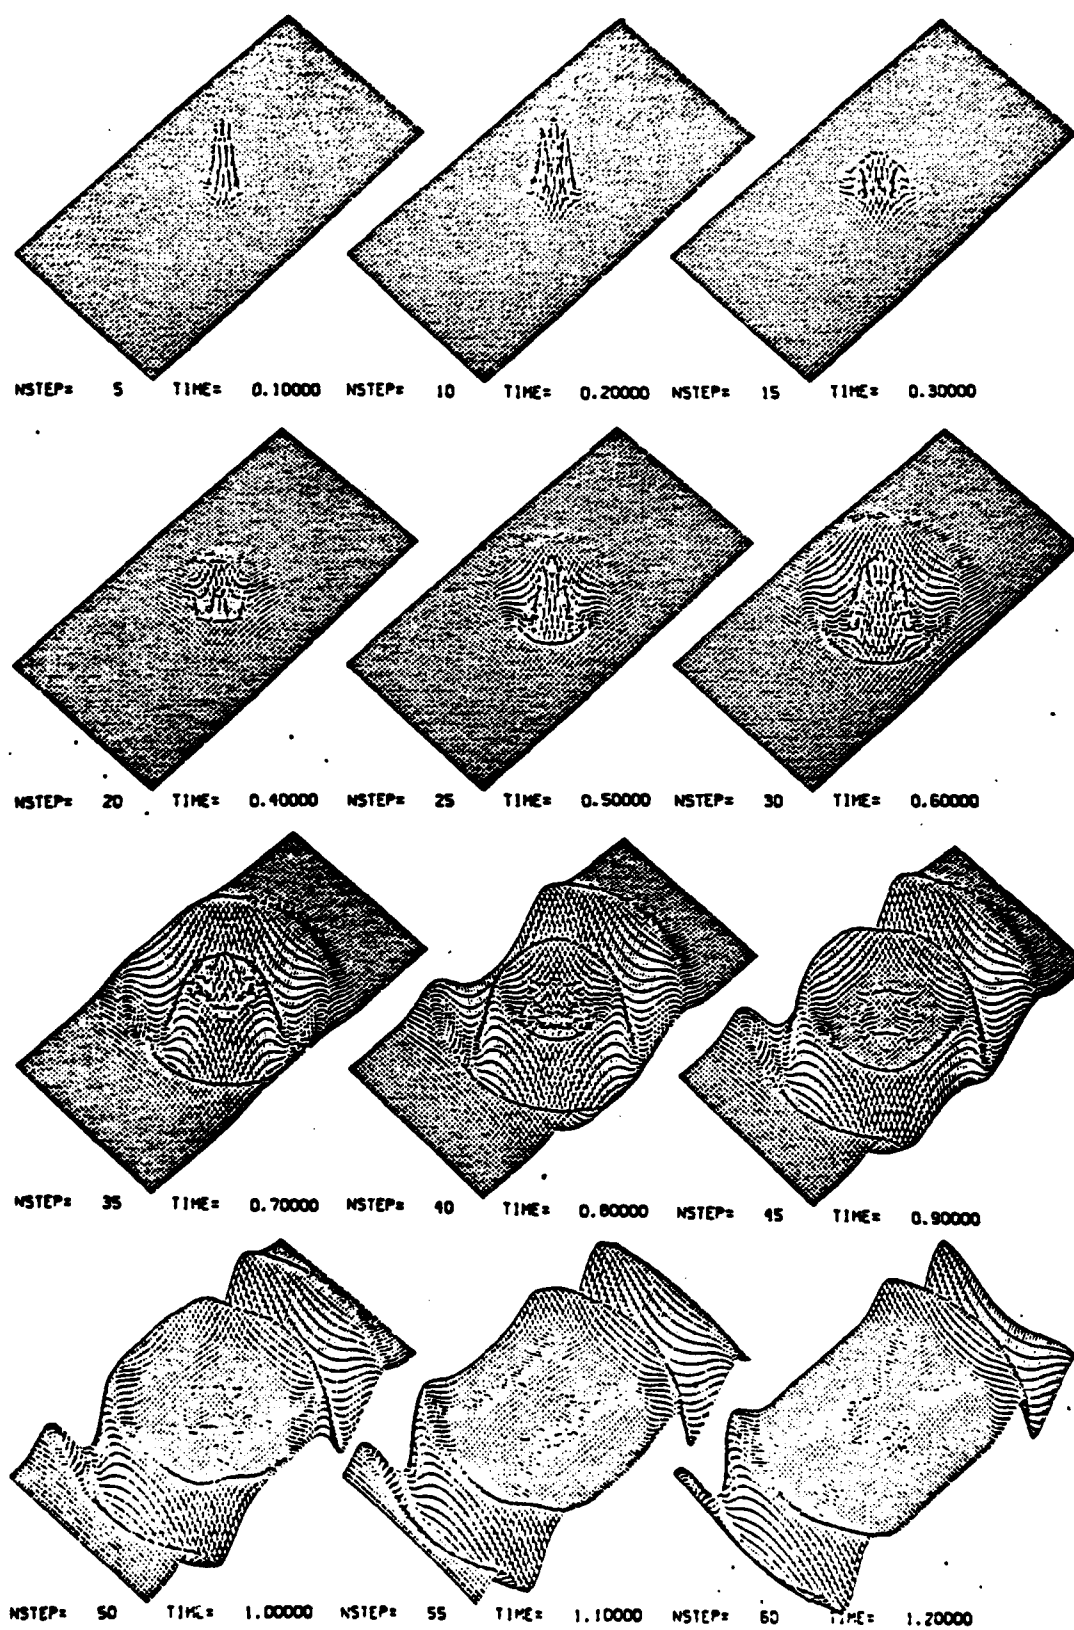 NSTEP= 5 TIME= 0.10000 NSTEP= 10 TIME= 0.20000 NSTEP= 15 TIME= 0.30000
NSTEP= 20 TIME= 0.40000 NSTEP= 25 TIME= 0.50000 NSTEP= 30 TIME= 0.60000
NSTEP= 35 TIME= 0.70000 NSTEP= 40 TIME= 0.80000 NSTEP= 45 TIME= 0.90000
NSTEP= 50 TIME= 1.00000 NSTEP= 55 TIME= 1.10000 NSTEP= 60 TIME= 1.20000